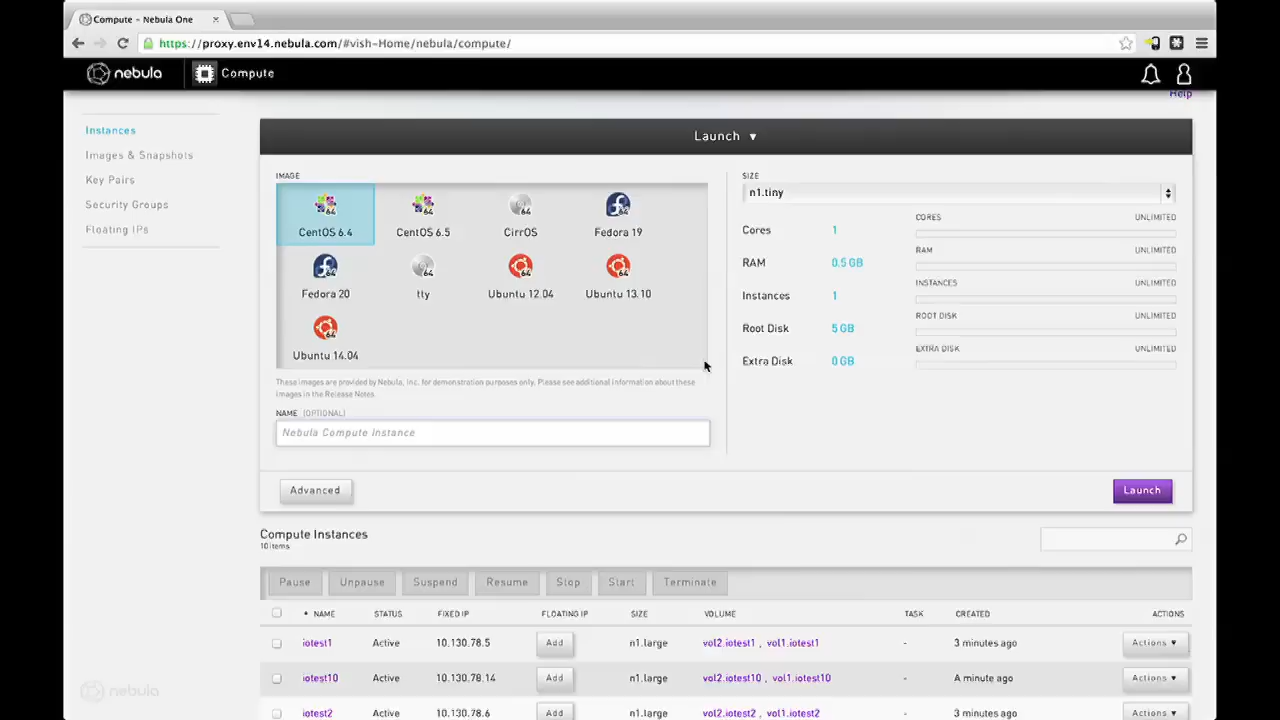 Compute - Nebula One ×
https://proxy.env14.nebula.com/#vish-Home/nebula/compute/
nebula Compute
Help
Instances
Images & Snapshots
Key Pairs
Security Groups
Floating IPs
Launch ▼
IMAGE
64 64 64 64
CentOS 6.4 CentOS 6.5 CirrOS Fedora 19
64 64 64 64
Fedora 20 tty Ubuntu 12.04 Ubuntu 13.10
64
Ubuntu 14.04
These images are provided by Nebula, Inc. for demonstration purposes only. Please see additional information about these
images in the Release Notes.
NAME (OPTIONAL)
Nebula Compute Instance
SIZE
n1.tiny
Cores 1 CORES UNLIMITED
RAM 0.5 GB RAM UNLIMITED
Instances 1 INSTANCES UNLIMITED
Root Disk 5 GB ROOT DISK UNLIMITED
Extra Disk 0 GB EXTRA DISK UNLIMITED
Advanced Launch
Compute Instances
10 items
Pause Unpause Suspend Resume Stop Start Terminate
NAME STATUS FIXED IP FLOATING IP SIZE VOLUME TASK CREATED ACTIONS
iotest1 Active 10.130.78.5 Add n1.large vol2.iotest1 , vol1.iotest1 - 3 minutes ago Actions ▼
iotest10 Active 10.130.78.14 Add n1.large vol2.iotest10 , vol1.iotest10 - A minute ago Actions ▼
iotest2 Active 10.130.78.6 Add n1.large vol2.iotest2 , vol1.iotest2 - 3 minutes ago Actions ▼
nebula